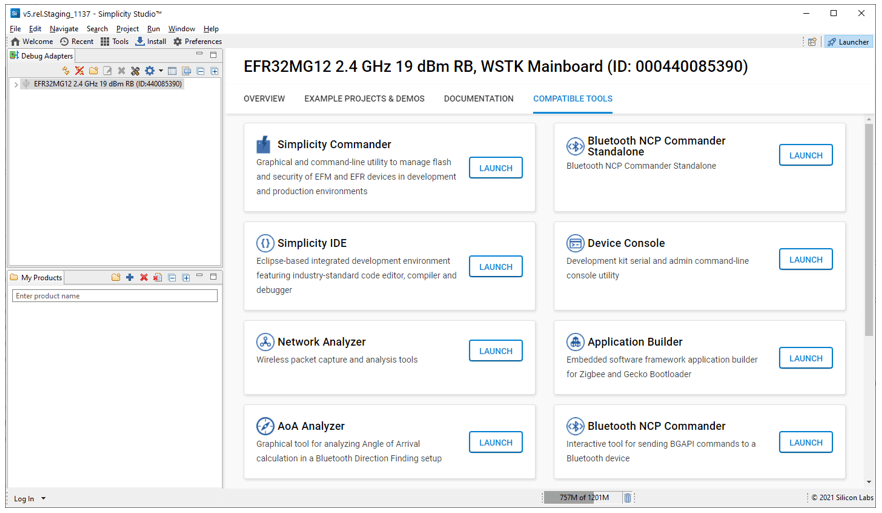 v5.rel.Staging_1137 - Simplicity Studio™
File Edit Navigate Search Project Run Window Help
Welcome Recent Tools Install Preferences
Launcher
Debug Adapters
EFR32MG12 2.4 GHz 19 dBm RB (ID:440085390)
My Products
Enter product name
EFR32MG12 2.4 GHz 19 dBm RB, WSTK Mainboard (ID: 000440085390)
OVERVIEW EXAMPLE PROJECTS & DEMOS DOCUMENTATION COMPATIBLE TOOLS
Simplicity Commander
Graphical and command-line utility to manage flash
and security of EFM and EFR devices in development
and production environments
LAUNCH
Bluetooth NCP Commander
Standalone
Bluetooth NCP Commander Standalone
LAUNCH
Simplicity IDE
Eclipse-based integrated development environment
featuring industry-standard code editor, compiler and
debugger
LAUNCH
Device Console
Development kit serial and admin command-line
console utility
LAUNCH
Network Analyzer
Wireless packet capture and analysis tools
LAUNCH
Application Builder
Embedded software framework application builder
for Zigbee and Gecko Bootloader
LAUNCH
AoA Analyzer
Graphical tool for analyzing Angle of Arrival
calculation in a Bluetooth Direction Finding setup
LAUNCH
Bluetooth NCP Commander
Interactive tool for sending BGAPI commands to a
Bluetooth device
LAUNCH
Log In
757M of 1201M
© 2021 Silicon Labs